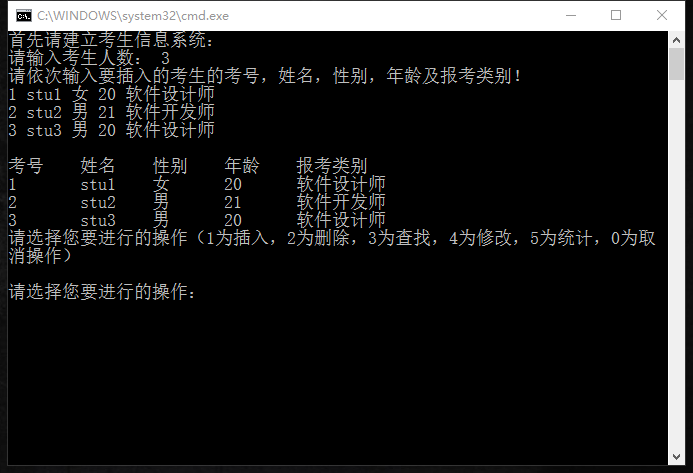 C:\WINDOWS\system32\cmd.exe
首先请建立考生信息系统：
请输入考生人数： 3
请依次输入要插入的考生的考号，姓名，性别，年龄及报考类别！
1 stu1 女 20 软件设计师
2 stu2 男 21 软件开发师
3 stu3 男 20 软件设计师
考号 姓名 性别 年龄 报考类别
1 stu1 女 20 软件设计师
2 stu2 男 21 软件开发师
3 stu3 男 20 软件设计师
请选择您要进行的操作（1为插入，2为删除，3为查找，4为修改，5为统计，0为取
消操作）
请选择您要进行的操作：